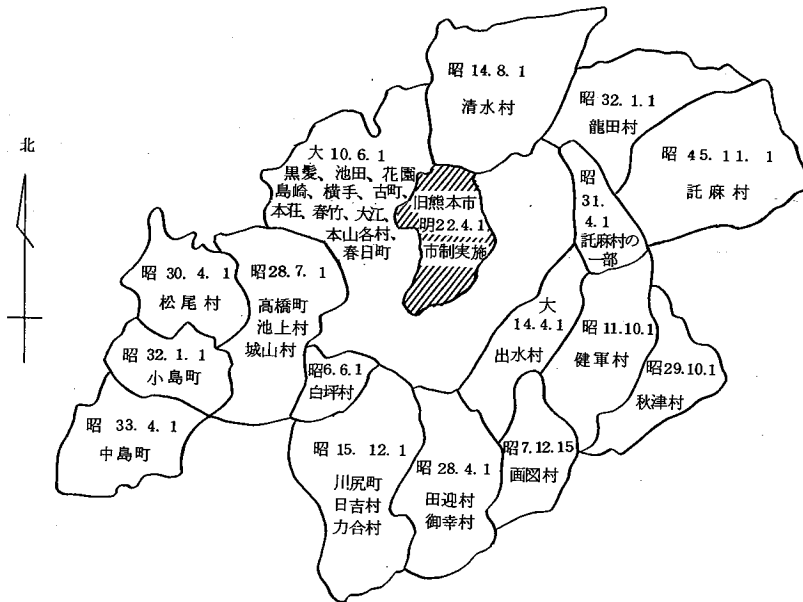 昭 14.8.1
清水村
昭 32.1.1
龍田村
昭 45.11.1
託麻村
北
大 10.6.1
黒髪、池田、花園
島崎、横手、古町、
本荘、春竹、大江、
本山各村、
春日町
旧熊本市
明22.4.1.
市制実施
昭
31.
4.1
託麻村の
一部
昭 30.4.1
松尾村
昭28.7.1
高橋町
池上村
城山村
大
14.4.1
出水村
昭 11.10.1
健軍村
昭29.10.1
秋津村
昭 32.1.1
小島町
昭6.6.1
白坪村
昭 33.4.1
中島町
昭 15.12.1
川尻町
日吉村
力合村
昭 28.4.1
田迎村
御幸村
昭7.12.15
画図村